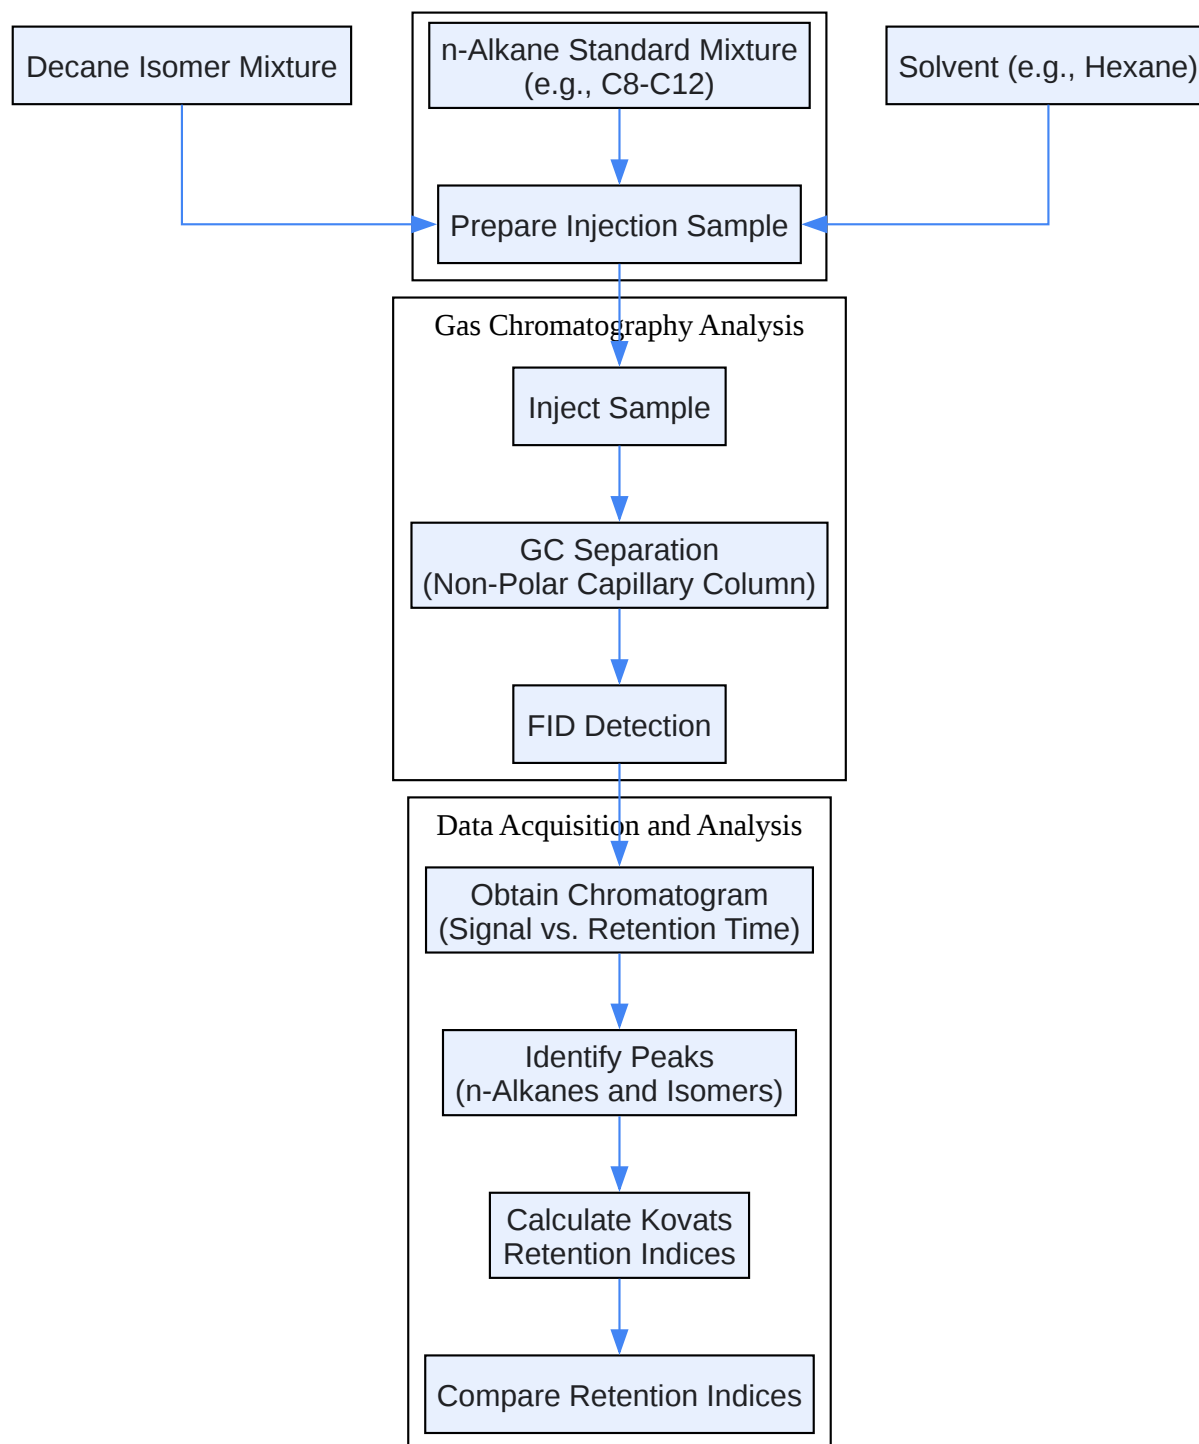 Decane Isomer Mixture
n-Alkane Standard Mixture
(e.g., C8-C12)
Solvent (e.g., Hexane)
Prepare Injection Sample
Gas Chromatography Analysis
Inject Sample
GC Separation
(Non-Polar Capillary Column)
FID Detection
Data Acquisition and Analysis
Obtain Chromatogram
(Signal vs. Retention Time)
Identify Peaks
(n-Alkanes and Isomers)
Calculate Kovats
Retention Indices
Compare Retention Indices